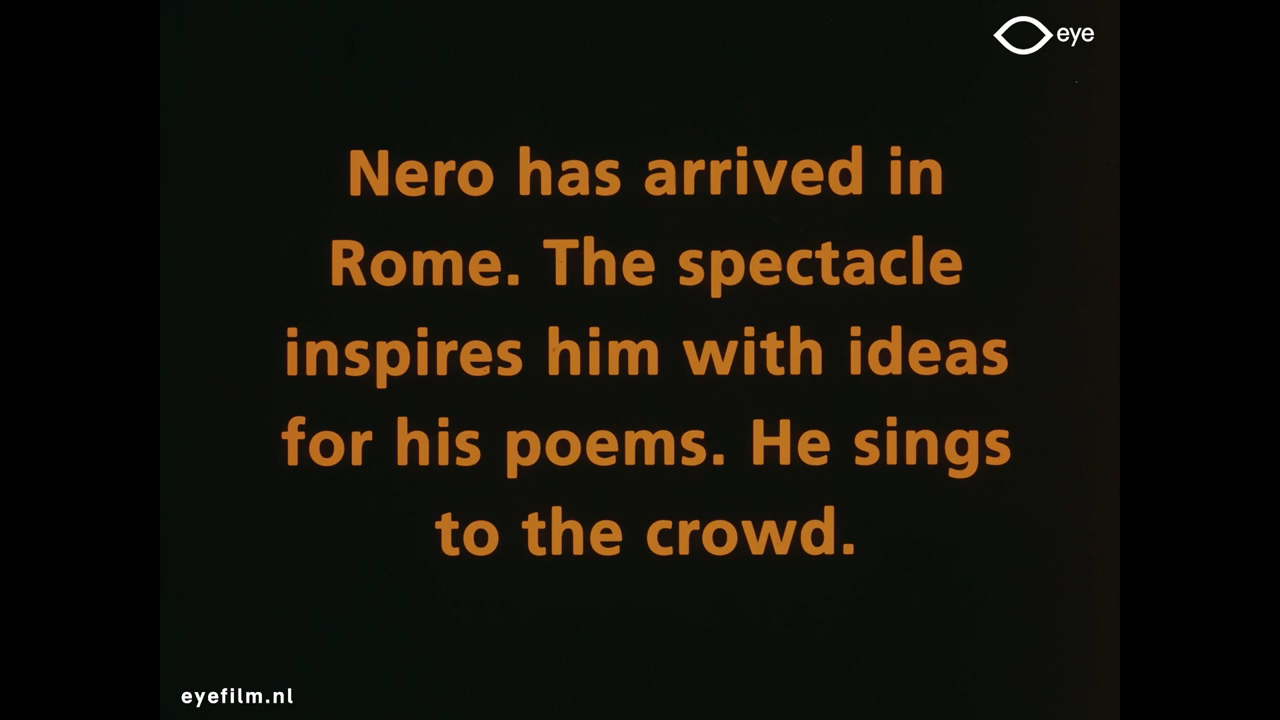 eye
Nero has arrived in
Rome. The spectacle
inspires him with ideas
for his poems. He sings
to the crowd.
eyefilm.nl